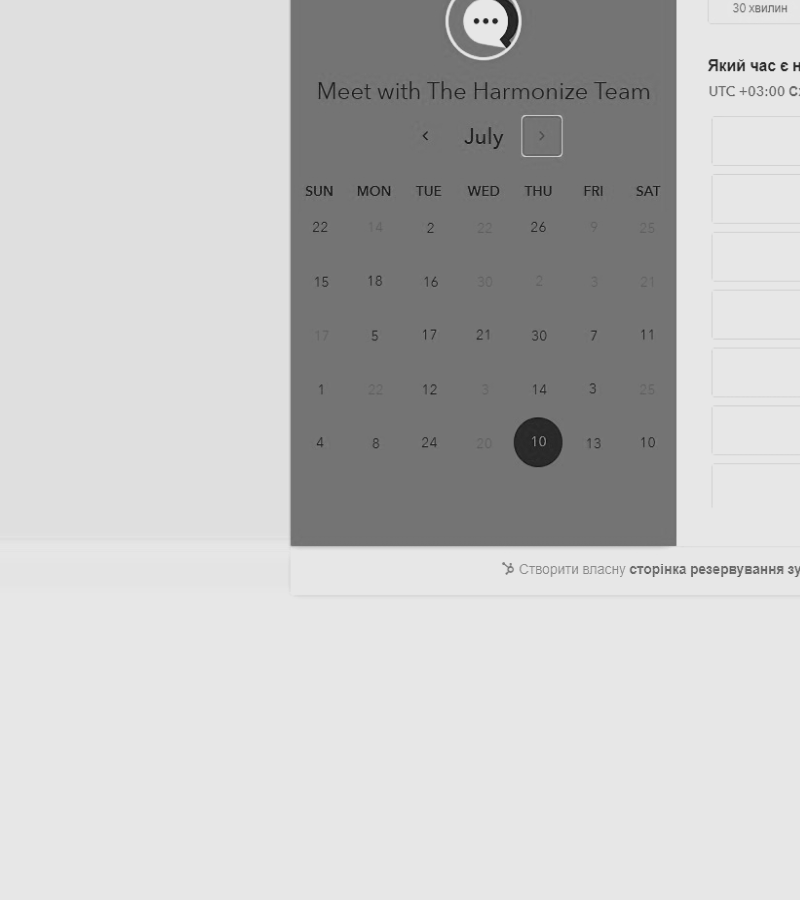 30 хвилин
Meet with The Harmonize Team
July
SUN MON TUE WED THU FRI SAT
22 14 2 22 26 9 25
15 18 16 30 2 3 21
17 5 17 21 30 7 11
1 22 12 3 14 3 25
4 8 24 20 10 13 10
Який час є н
UTC +03:00 С
Створити власну сторінка резервування зу